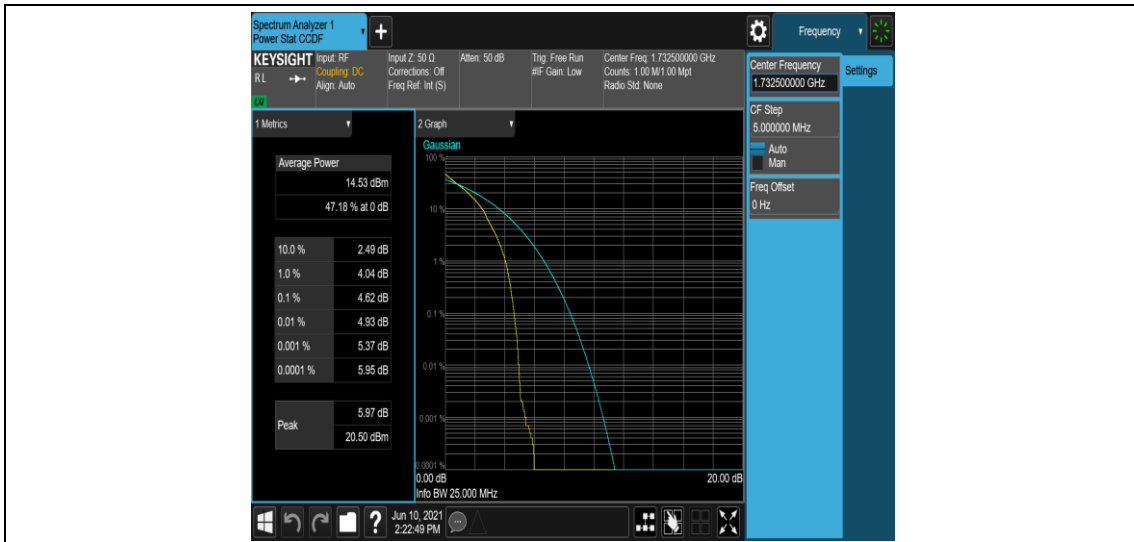 Spectrum Analyzer 1
Power Stat CCDF
Frequency
KEYSIGHT
RL
LXI
Input: RF
Coupling: DC
Align: Auto
Input Z: 50 Ω
Corrections: Off
Freq Ref: Int (S)
Atten: 50 dB
Trig: Free Run
#IF Gain: Low
Center Freq: 1.732500000 GHz
Counts: 1.00 M/1.00 Mpt
Radio Std: None
Center Frequency
1.732500000 GHz
Settings
CF Step
5.000000 MHz
Auto
Man
Freq Offset
0 Hz
1 Metrics
Average Power
14.53 dBm
47.18 % at 0 dB
10.0 % 2.49 dB
1.0 % 4.04 dB
0.1 % 4.62 dB
0.01 % 4.93 dB
0.001 % 5.37 dB
0.0001 % 5.95 dB
Peak
5.97 dB
20.50 dBm
2 Graph
Gaussian
100 %
10 %
1 %
0.1 %
0.01 %
0.001 %
0.0001 %
0.00 dB
20.00 dB
Info BW 25.000 MHz
?
Jun 10, 2021
2:22:49 PM